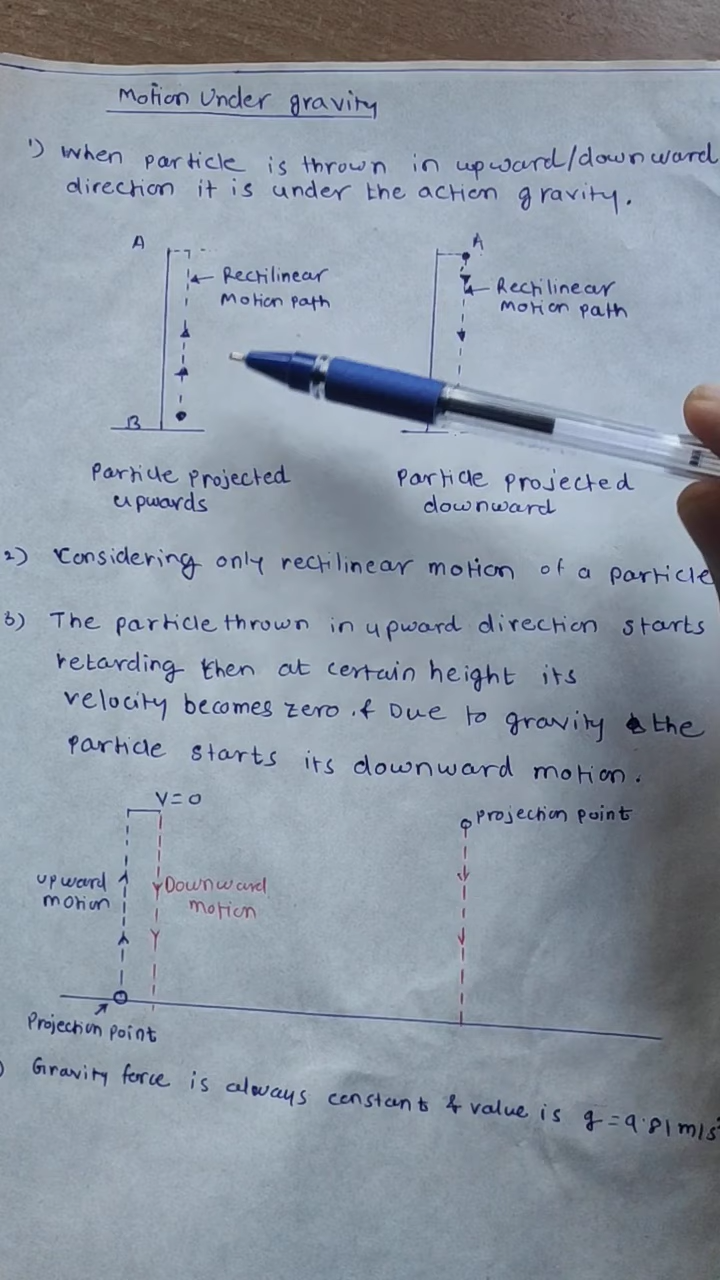 Motion Under gravity
1) When particle is thrown in upward/downward
direction it is under the action gravity.
A
Rectilinear
Motion path
B
Particle projected
upwards
A
Rectilinear
motion path
Particle projected
downward
2) Considering only rectilinear motion of a particle
3) The particle thrown in upward direction starts
retarding then at certain height its
velocity becomes zero. & Due to gravity the
particle starts its downward motion.
V=0
upward
motion
Downward
motion
Projection point
projection point
) Gravity force is always constant & value is g=9.81m/s²